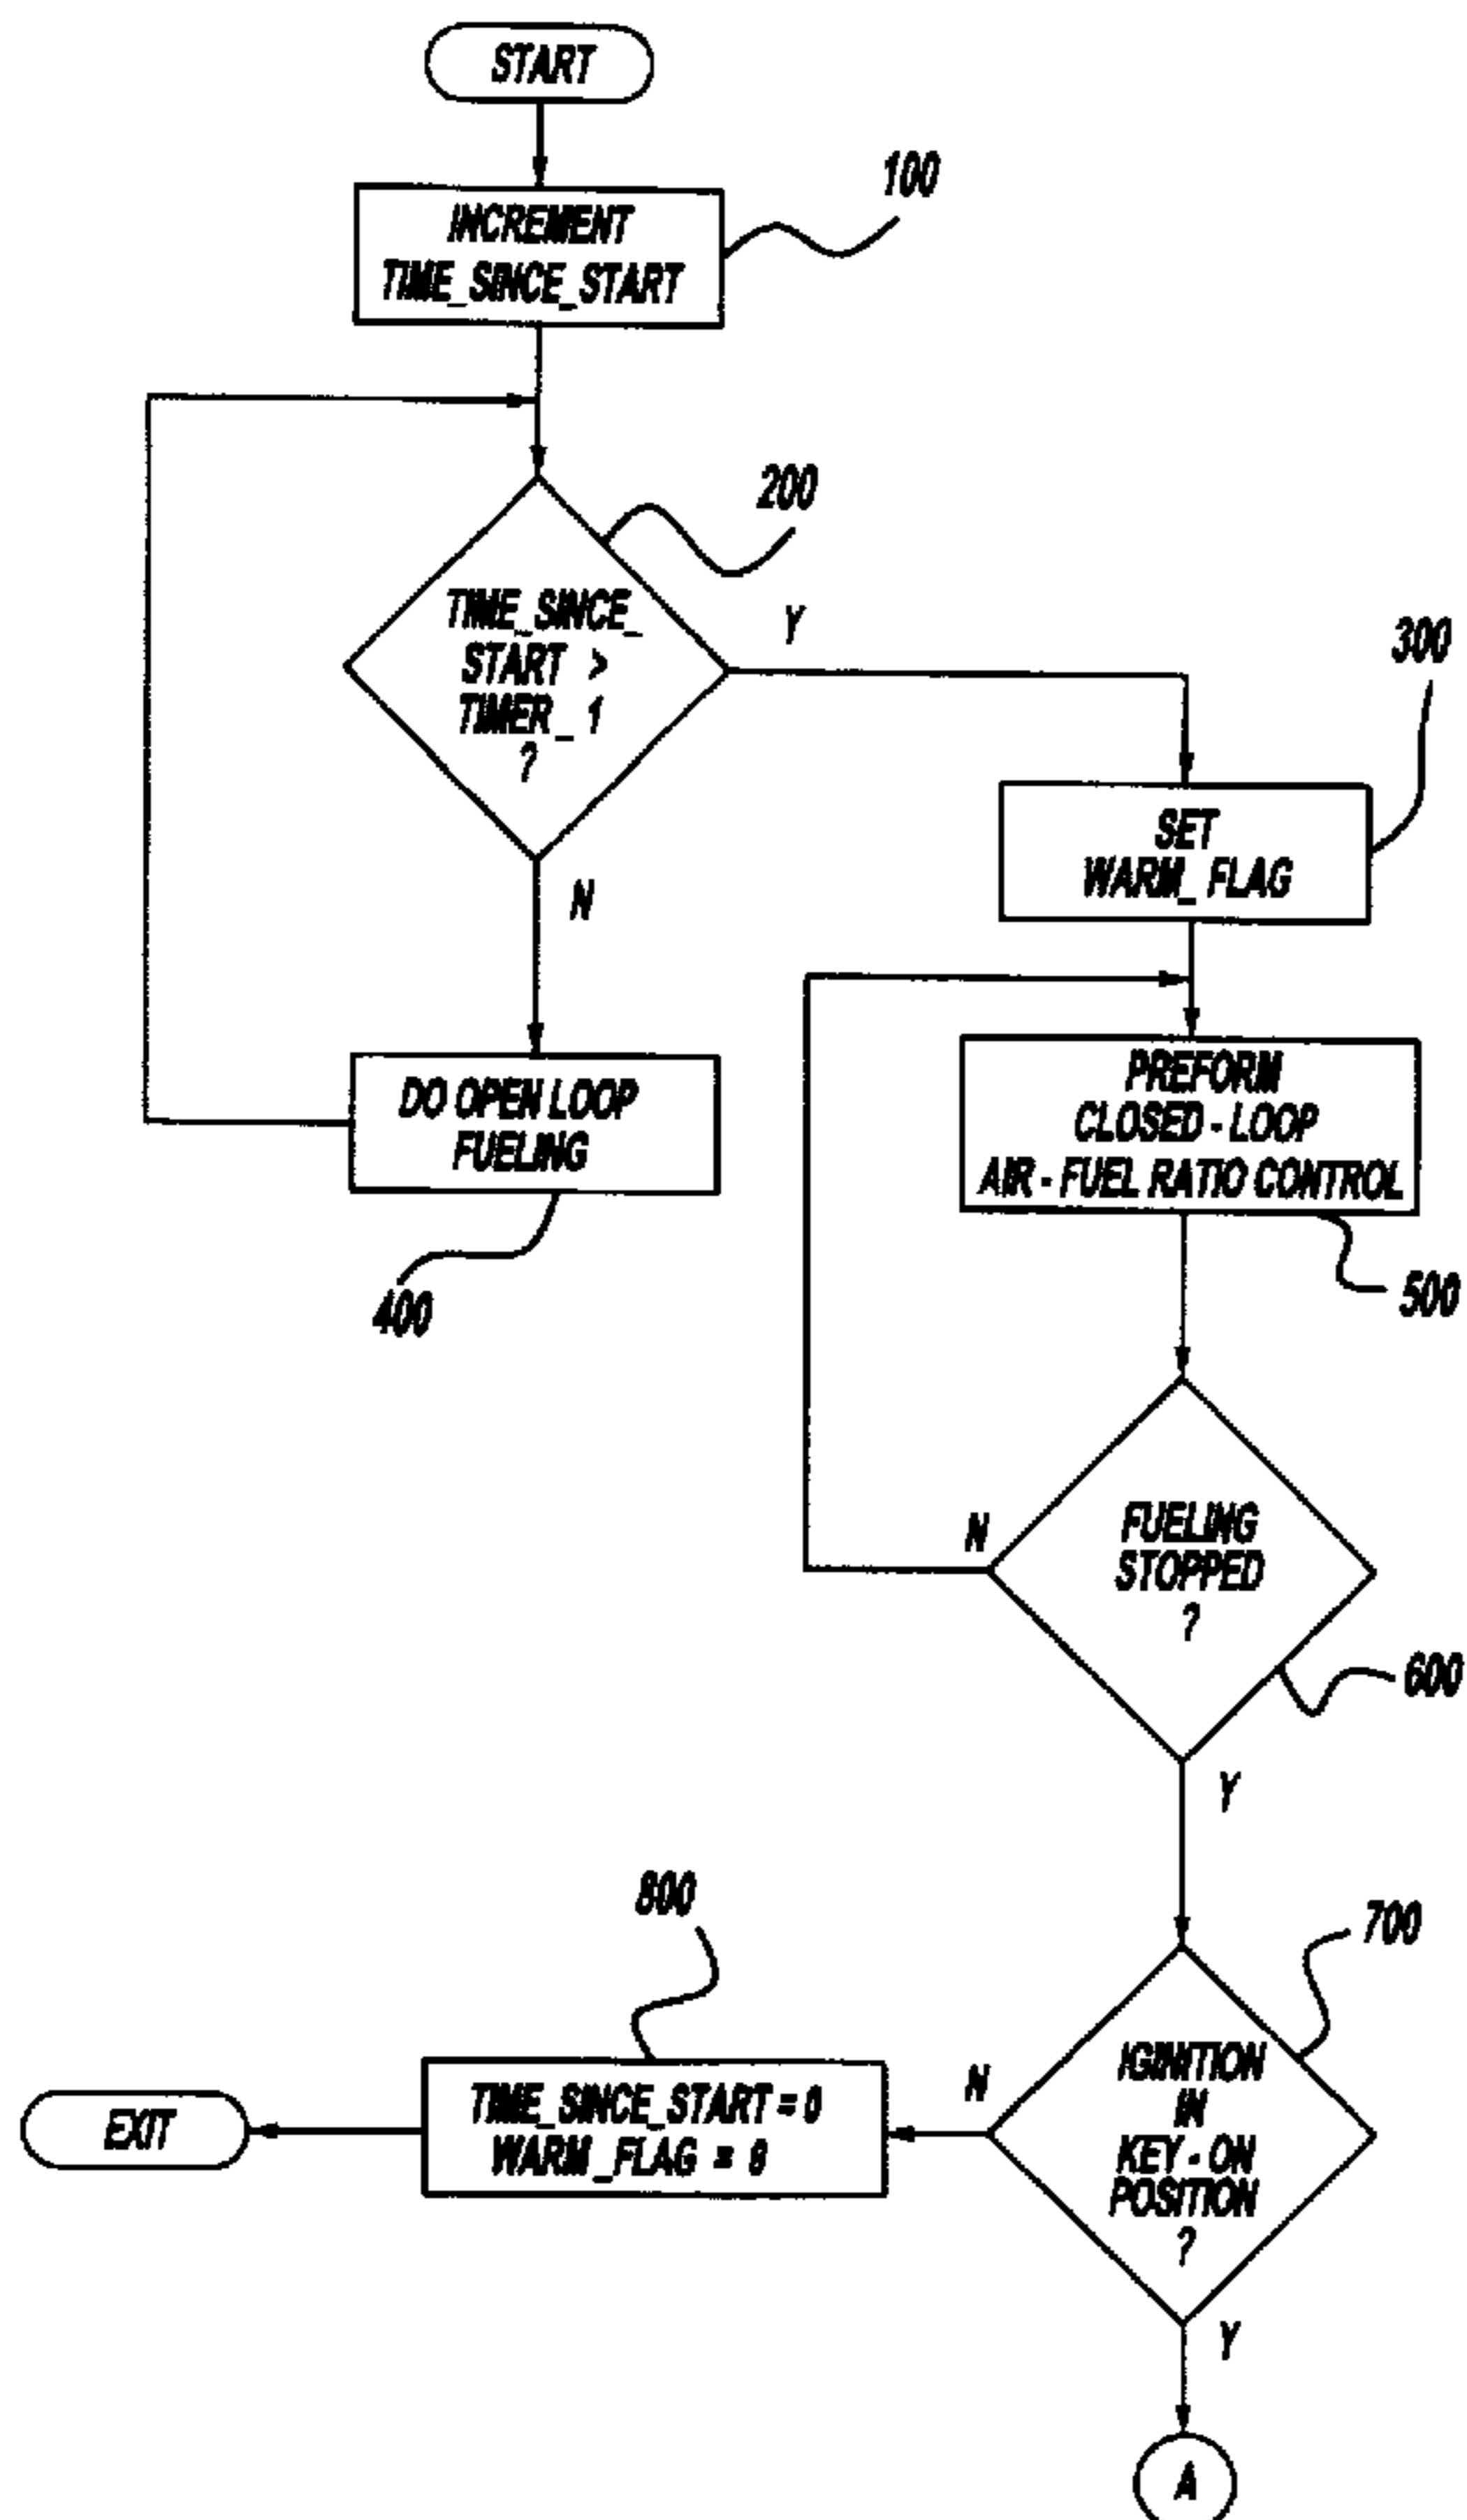 START
100
INCREMENT
TIME_SINCE_START
200
TIME_SINCE_
START >
TIMER_1
?
Y
N
300
SET
WARM_FLAG
DO OPEN LOOP
FUELING
400
PREFORM
CLOSED-LOOP
AIR-FUEL RATIO CONTROL
500
FUELING
STOPPED
?
N
600
Y
700
IGINITION
IN
KEY-ON
POSITION
?
N
800
TIME_SINCE_START = 0
WARM_FLAG = 0
EXIT
Y
A